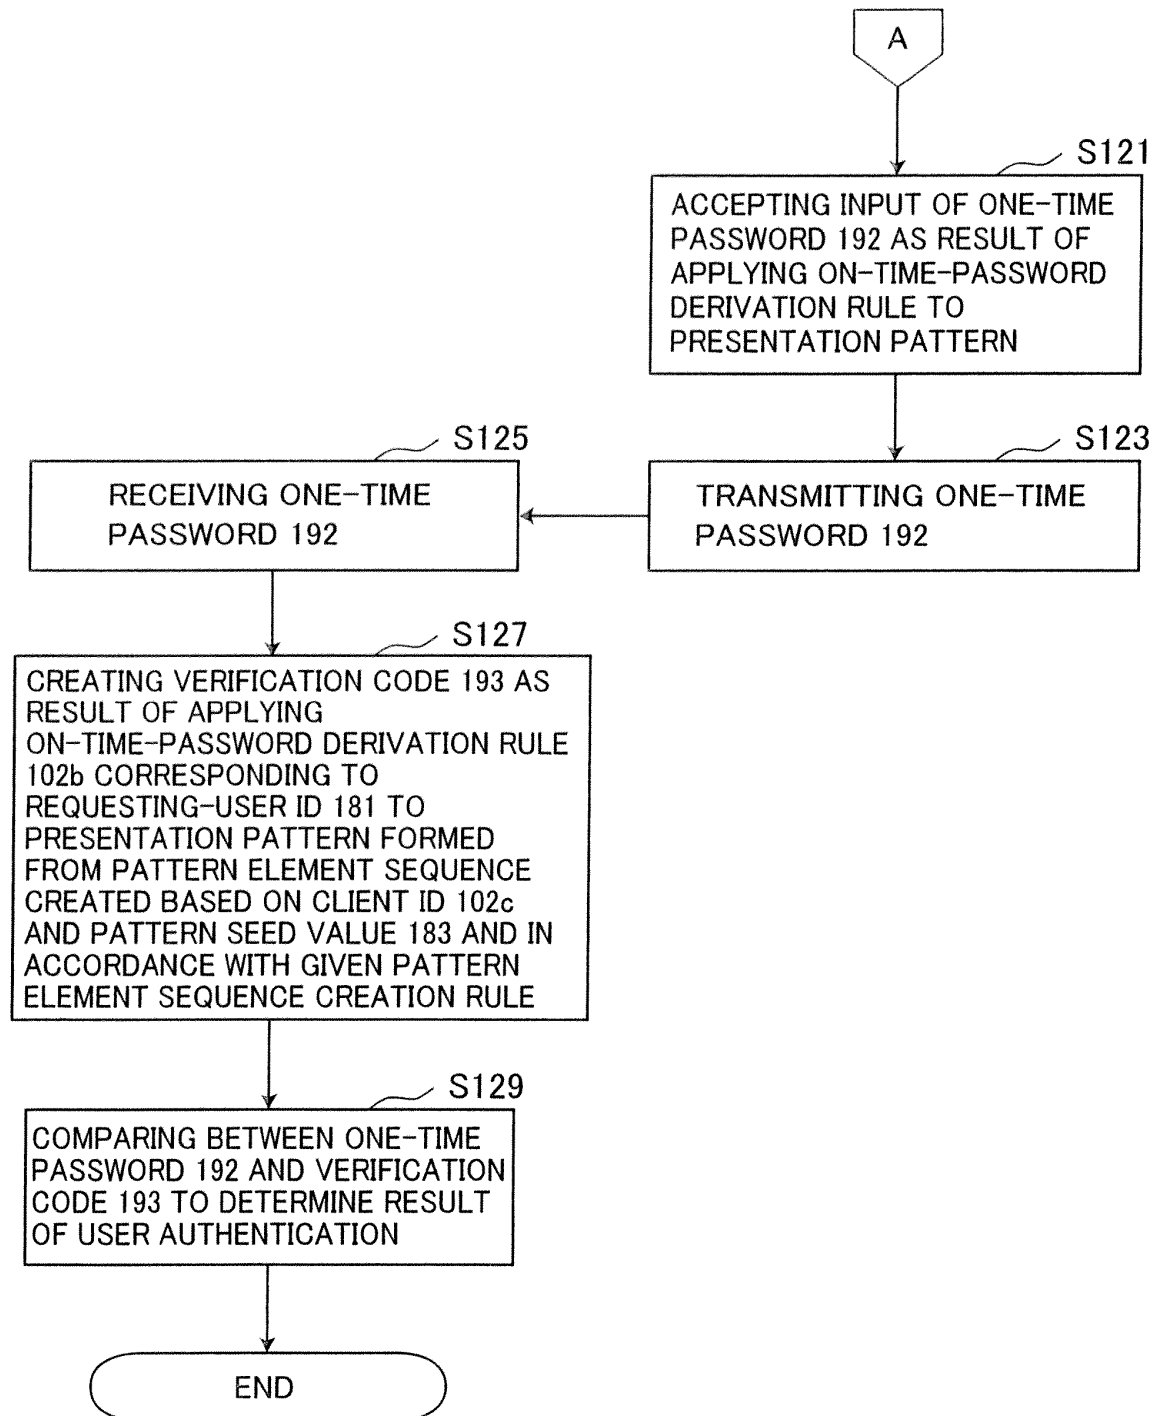 A
S121
ACCEPTING INPUT OF ONE-TIME
PASSWORD 192 AS RESULT OF
APPLYING ON-TIME-PASSWORD
DERIVATION RULE TO
PRESENTATION PATTERN
S123
TRANSMITTING ONE-TIME
PASSWORD 192
S125
RECEIVING ONE-TIME
PASSWORD 192
S127
CREATING VERIFICATION CODE 193 AS
RESULT OF APPLYING
ON-TIME-PASSWORD DERIVATION RULE
102b CORRESPONDING TO
REQUESTING-USER ID 181 TO
PRESENTATION PATTERN FORMED
FROM PATTERN ELEMENT SEQUENCE
CREATED BASED ON CLIENT ID 102c
AND PATTERN SEED VALUE 183 AND IN
ACCORDANCE WITH GIVEN PATTERN
ELEMENT SEQUENCE CREATION RULE
S129
COMPARING BETWEEN ONE-TIME
PASSWORD 192 AND VERIFICATION
CODE 193 TO DETERMINE RESULT
OF USER AUTHENTICATION
END